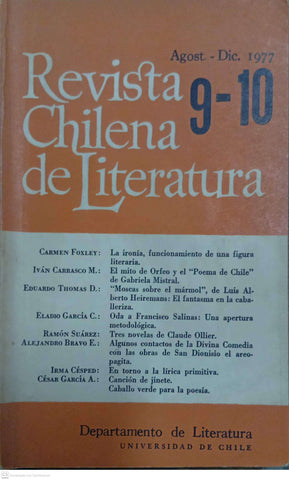 Agost - Dic. 1977
Revista
Chilena 9-10
de Literatura
CARMEN FOXLEY: La ironía, funcionamiento de una figura
literaria.
IVÁN CARRASCO M.: El mito de Orfeo y el "Poema de Chile"
de Gabriela Mistral.
EDUARDO THOMAS D.: "Moscas sobre el mármol", de Luis Al-
berto Heiremans: El fantasma en la caba-
lleriza.
ELADIO GARCÍA C.: Oda a Francisco Salinas: Una apertura
metodológica.
RAMÓN SUÁREZ: Tres novelas de Claude Ollier.
ALEJANDRO BRAVO E.: Algunos contactos de la Divina Comedia
con las obras de San Dionisio el areo-
pagita.
IRMA CÉSPED: En torno a la lírica primitiva.
CÉSAR GARCÍA A.: Canción de jinete.
Caballo verde para la poesía.
Departamento de Literatura
UNIVERSIDAD DE CHILE